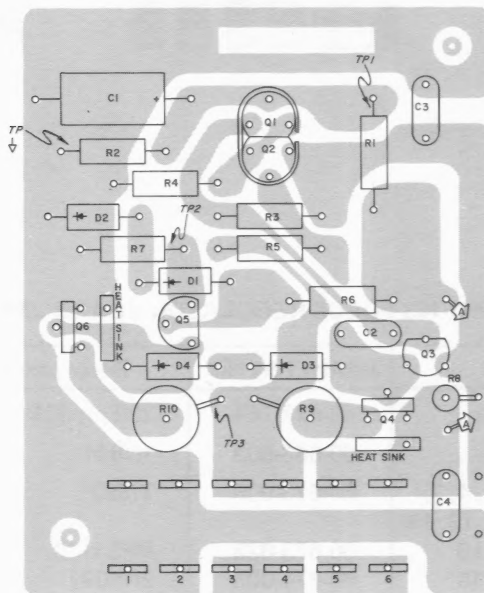 TP1
C1
+
Q1
C3
TP
Q2
R1
R2
R4
D2
R3
TP2
R7
R5
D1
HEAT SINK
R6
A
Q6
Q5
C2
Q3
D4
D3
R8
R10
R9
Q4
A
TP3
HEAT SINK
C4
1 2 3 4 5 6